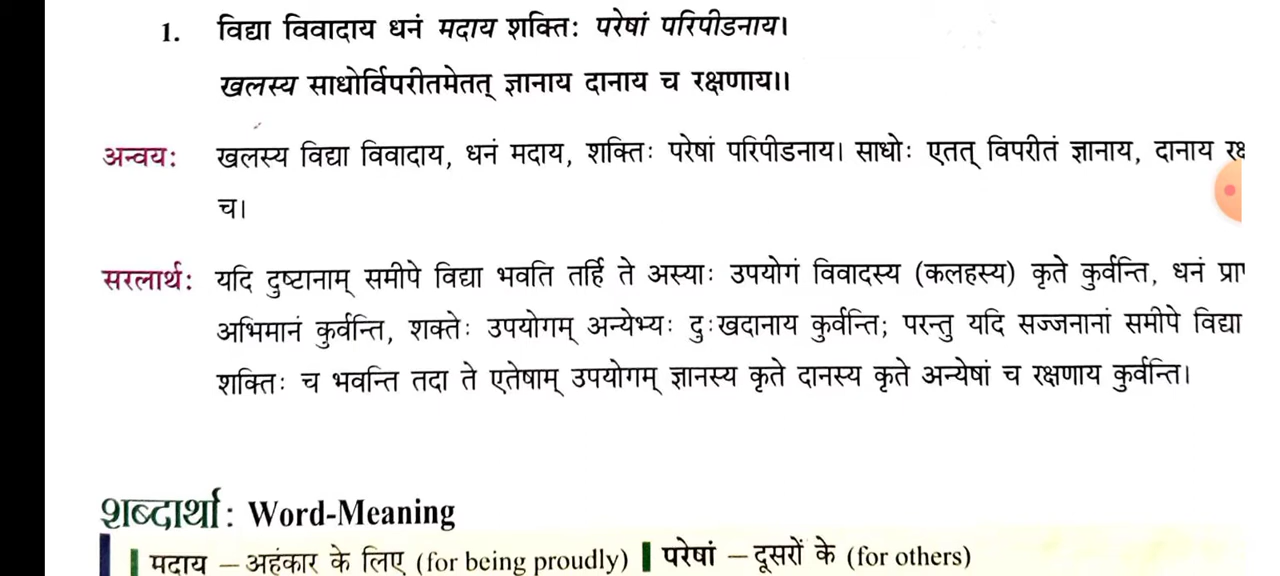 1. विद्या विवादाय धनं मदाय शक्तिः परेषां परिपीडनाय।
खलस्य साधोर्विपरीतमेतत् ज्ञानाय दानाय च रक्षणाय॥
अन्वयः खलस्य विद्या विवादाय, धनं मदाय, शक्तिः परेषां परिपीडनाय। साधोः एतत् विपरीतं ज्ञानाय, दानाय
च।
सरलार्थः यदि दुष्टानाम् समीपे विद्या भवति तर्हि ते अस्याः उपयोगं विवादस्य (कलहस्य) कृते कुर्वन्ति, धनं
अभिमानं कुर्वन्ति, शक्तेः उपयोगम् अन्येभ्यः दुःखदानाय कुर्वन्ति; परन्तु यदि सज्जनानां समीपे विद्या
शक्तिः च भवन्ति तदा ते एतेषाम् उपयोगम् ज्ञानस्य कृते दानस्य कृते अन्येषां च रक्षणाय कुर्वन्ति।
शब्दार्थाः Word-Meaning
मदाय – अहंकार के लिए (for being proudly) परेषां – दूसरों के (for others)